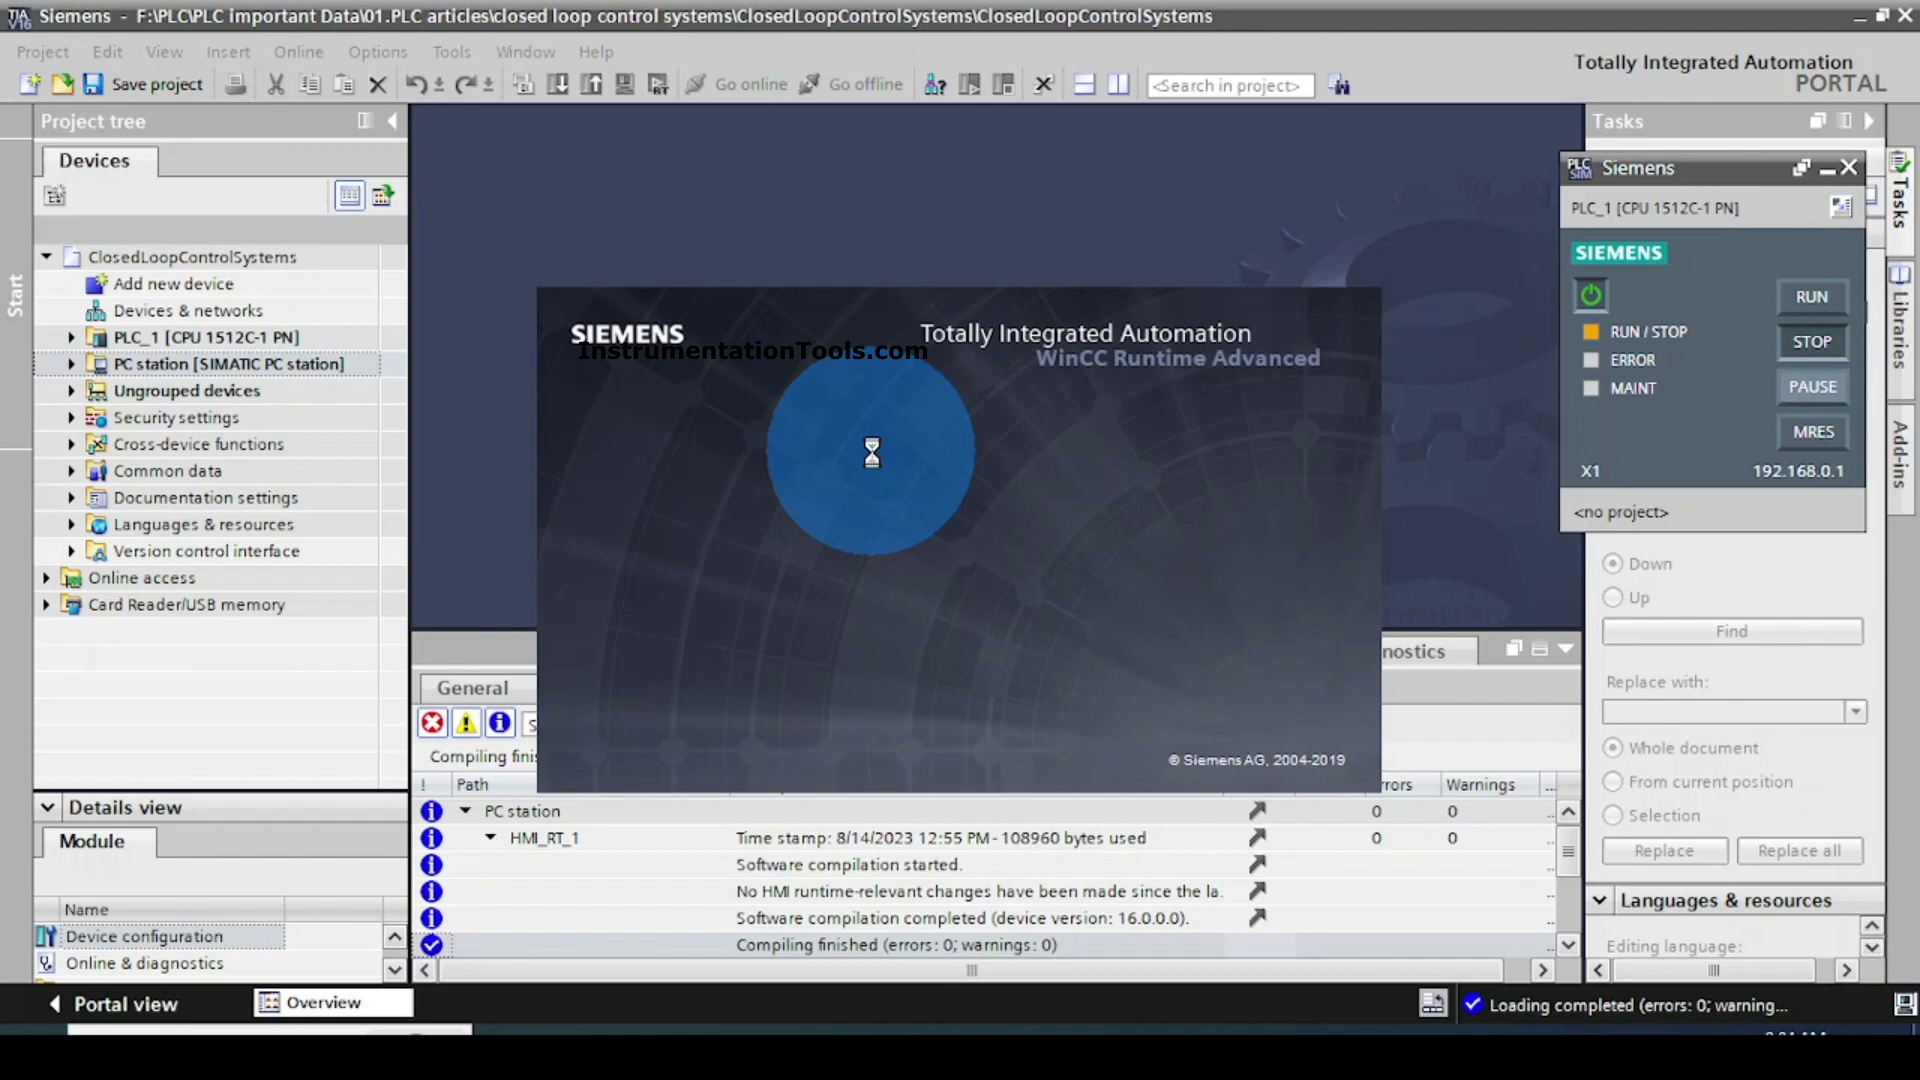 Siemens - F:\PLC\PLC important Data\01.PLC articles\closed loop control systems\ClosedLoopControlSystems\ClosedLoopControlSystems
Project Edit View Insert Online Options Tools Window Help
Totally Integrated Automation
PORTAL
Save project
Go online
Go offline
<Search in project>
Project tree
Devices
Start
ClosedLoopControlSystems
Add new device
Devices & networks
PLC_1 [CPU 1512C-1 PN]
PC station [SIMATIC PC station]
Ungrouped devices
Security settings
Cross-device functions
Common data
Documentation settings
Languages & resources
Version control interface
Online access
Card Reader/USB memory
Details view
Module
Name
Device configuration
Online & diagnostics
SIEMENS
Totally Integrated Automation
WinCC Runtime Advanced
InstrumentationTools.com
© Siemens AG, 2004-2019
nostics
General
Compiling finis
! Path rrors Warnings ...
PC station 0 0
HMI_RT_1 Time stamp: 8/14/2023 12:55 PM - 108960 bytes used 0 0
Software compilation started.
No HMI runtime-relevant changes have been made since the la.
Software compilation completed (device version: 16.0.0.0).
Compiling finished (errors: 0; warnings: 0)
Tasks
PLC SIM
Siemens
PLC_1 [CPU 1512C-1 PN]
SIEMENS
RUN
RUN / STOP
STOP
ERROR
PAUSE
MAINT
MRES
X1 192.168.0.1
<no project>
Down
Up
Find
Replace with:
Whole document
From current position
Selection
Replace
Replace all
Languages & resources
Editing language:
Tasks
Libraries
Add-ins
Portal view
Overview
Loading completed (errors: 0; warning...